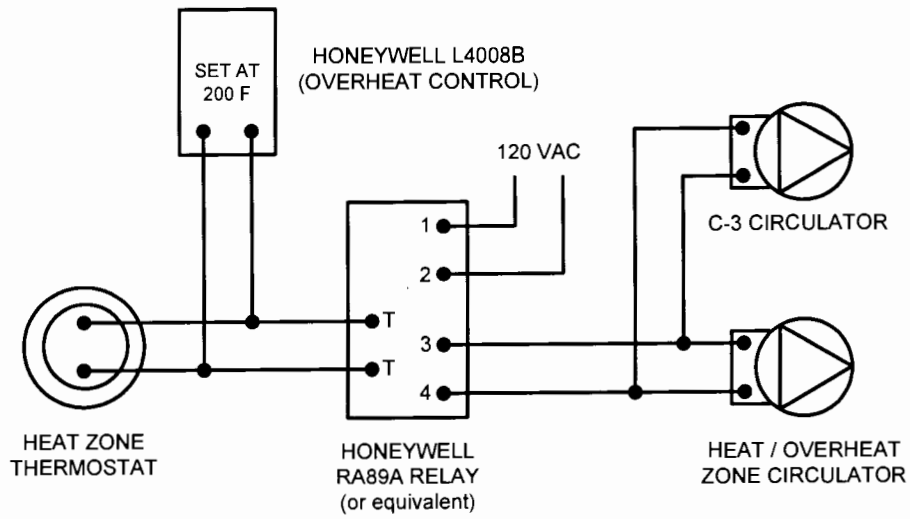 SET AT
200 F
HONEYWELL L4008B
(OVERHEAT CONTROL)
120 VAC
C-3 CIRCULATOR
1
2
T
3
T
4
HEAT ZONE
THERMOSTAT
HONEYWELL
RA89A RELAY
(or equivalent)
HEAT / OVERHEAT
ZONE CIRCULATOR